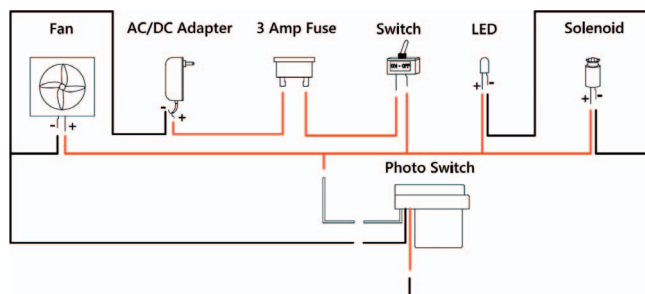 Fan
AC/DC Adapter
3 Amp Fuse
Switch
LED
Solenoid
ON - OFF
- +
- +
+ -
+ -
Photo Switch